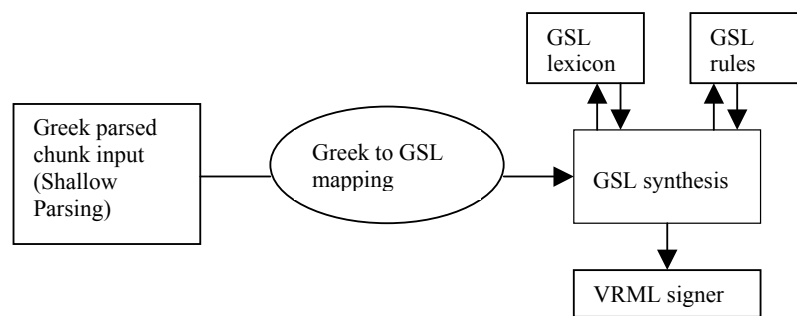 Greek parsed
chunk input
(Shallow
Parsing)
Greek to GSL
mapping
GSL
lexicon
GSL
rules
GSL synthesis
VRML signer